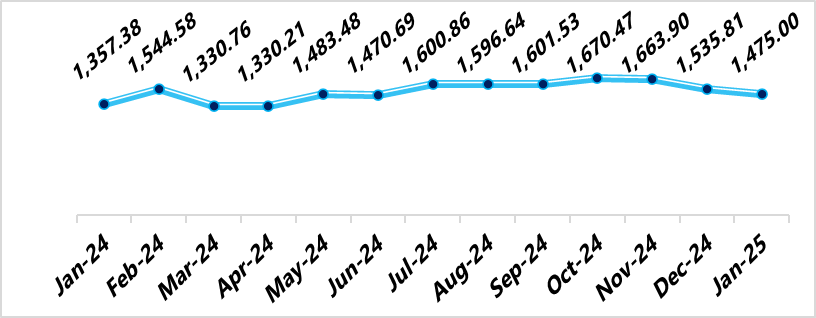 1,357.38
1,544.58
1,330.76
1,330.21
1,483.48
1,470.69
1,600.86
1,596.64
1,601.53
1,670.47
1,663.90
1,535.81
1,475.00
Jan-24
Feb-24
Mar-24
Apr-24
May-24
Jun-24
Jul-24
Aug-24
Sep-24
Oct-24
Nov-24
Dec-24
Jan-25